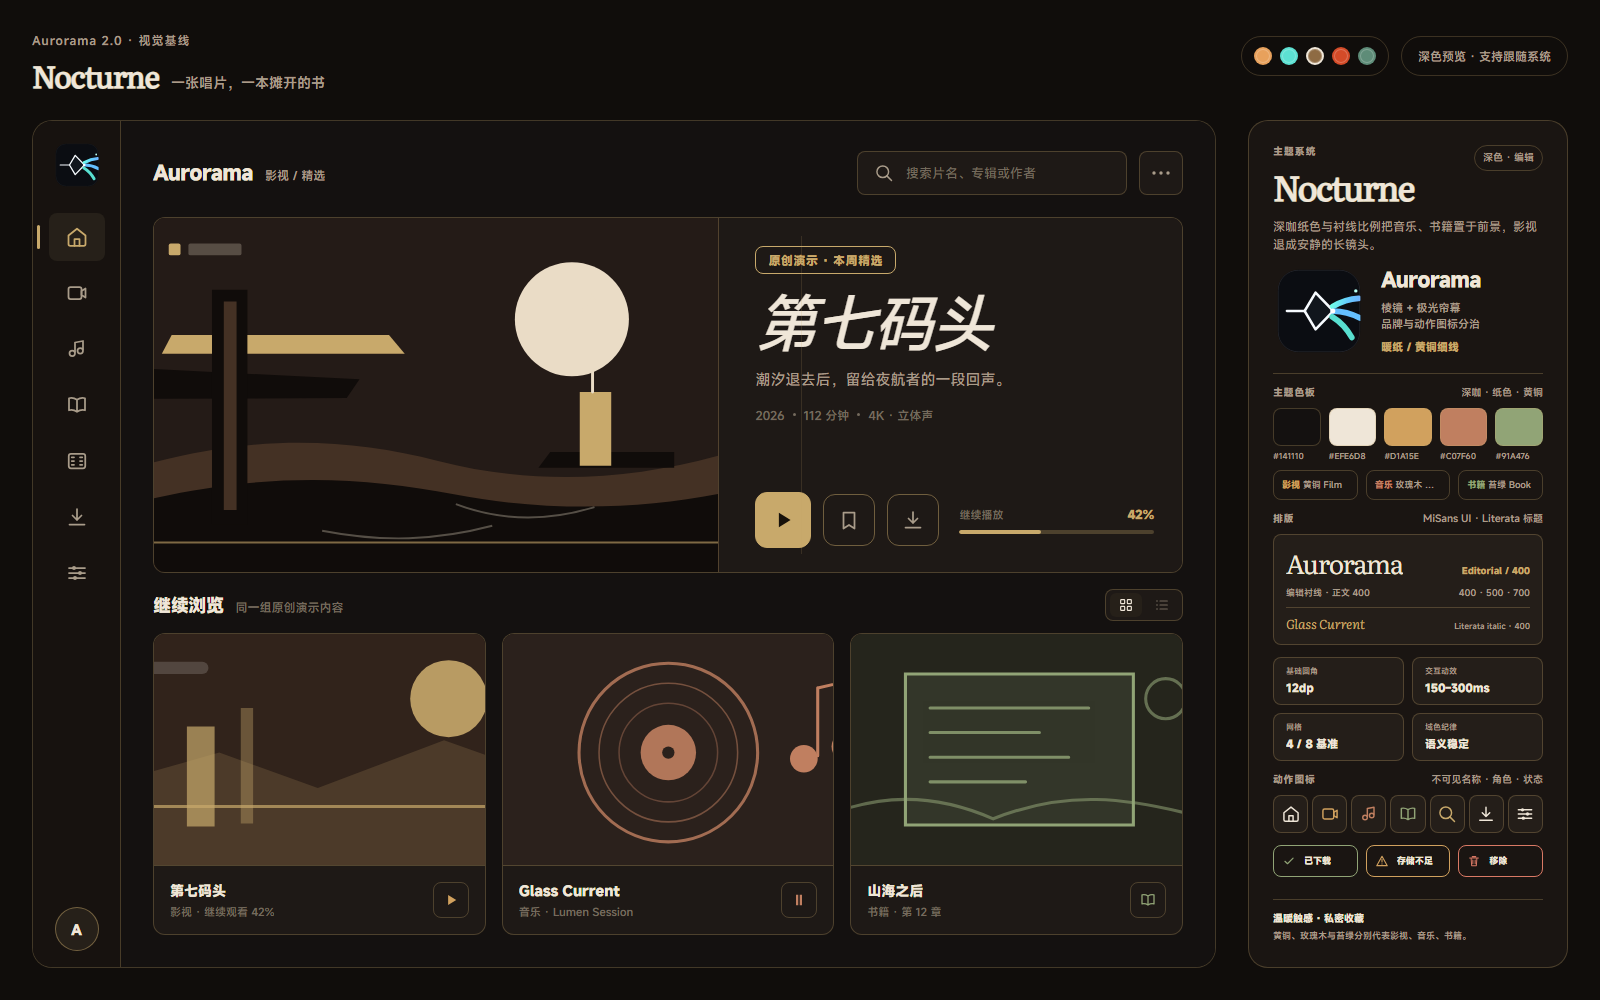 Aurorama 2.0 · 视觉基线
Nocturne 一张唱片，一本摊开的书
深色预览 · 支持跟随系统
Aurorama 影视 / 精选
搜索片名、专辑或作者
原创演示 · 本周精选
第七码头
潮汐退去后，留给夜航者的一段回声。
2026 · 112 分钟 · 4K · 立体声
继续播放 42%
继续浏览 同一组原创演示内容
第七码头
影视 · 继续观看 42%
Glass Current
音乐 · Lumen Session
山海之后
书籍 · 第 12 章
A
主题系统
深色 · 编辑
Nocturne
深咖纸色与衬线比例把音乐、书籍置于前景，影视
退成安静的长镜头。
Aurorama
棱镜 + 极光帘幕
品牌与动作图标分治
暖纸 / 黄铜细线
主题色板 深咖 · 纸色 · 黄铜
#141110 #EFE6D8 #D1A15E #C07F60 #91A476
影视 黄铜 Film 音乐 玫瑰木 ... 书籍 苔绿 Book
排版 MiSans UI · Literata 标题
Aurorama Editorial / 400
编辑衬线 · 正文 400 400 · 500 · 700
Glass Current Literata italic · 400
基础圆角 交互动效
12dp 150–300ms
网格 域色纪律
4 / 8 基准 语义稳定
动作图标 不可见名称 · 角色 · 状态
已下载 存储不足 移除
温暖触感 · 私密收藏
黄铜、玫瑰木与苔绿分别代表影视、音乐、书籍。